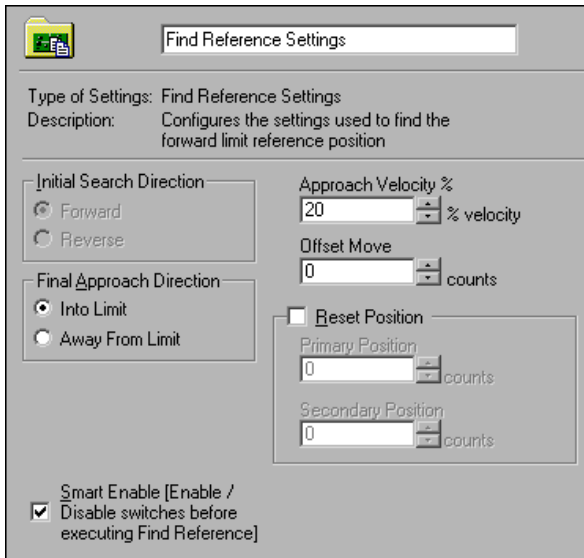 Find Reference Settings
Type of Settings: Find Reference Settings
Description: Configures the settings used to find the
forward limit reference position
Initial Search Direction
Forward
Reverse
Final Approach Direction
Into Limit
Away From Limit
Approach Velocity %
20 % velocity
Offset Move
0 counts
Reset Position
Primary Position
0 counts
Secondary Position
0 counts
Smart Enable [Enable /
Disable switches before
executing Find Reference]